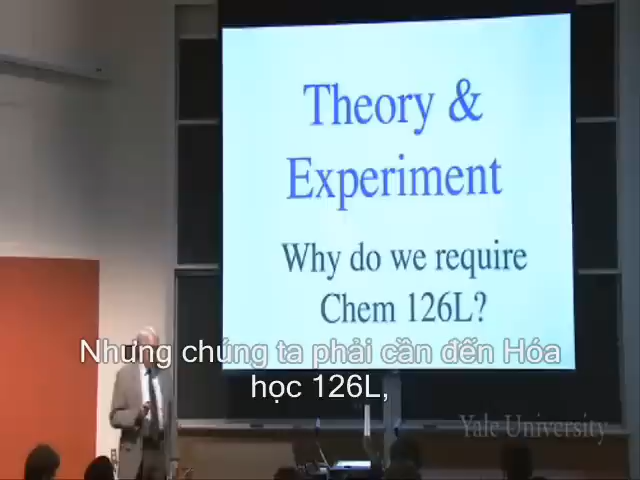 Theory &
Experiment
Why do we require
Chem 126L?
Nhưng chúng ta phải cần đến Hóa
học 126L,
Yale University